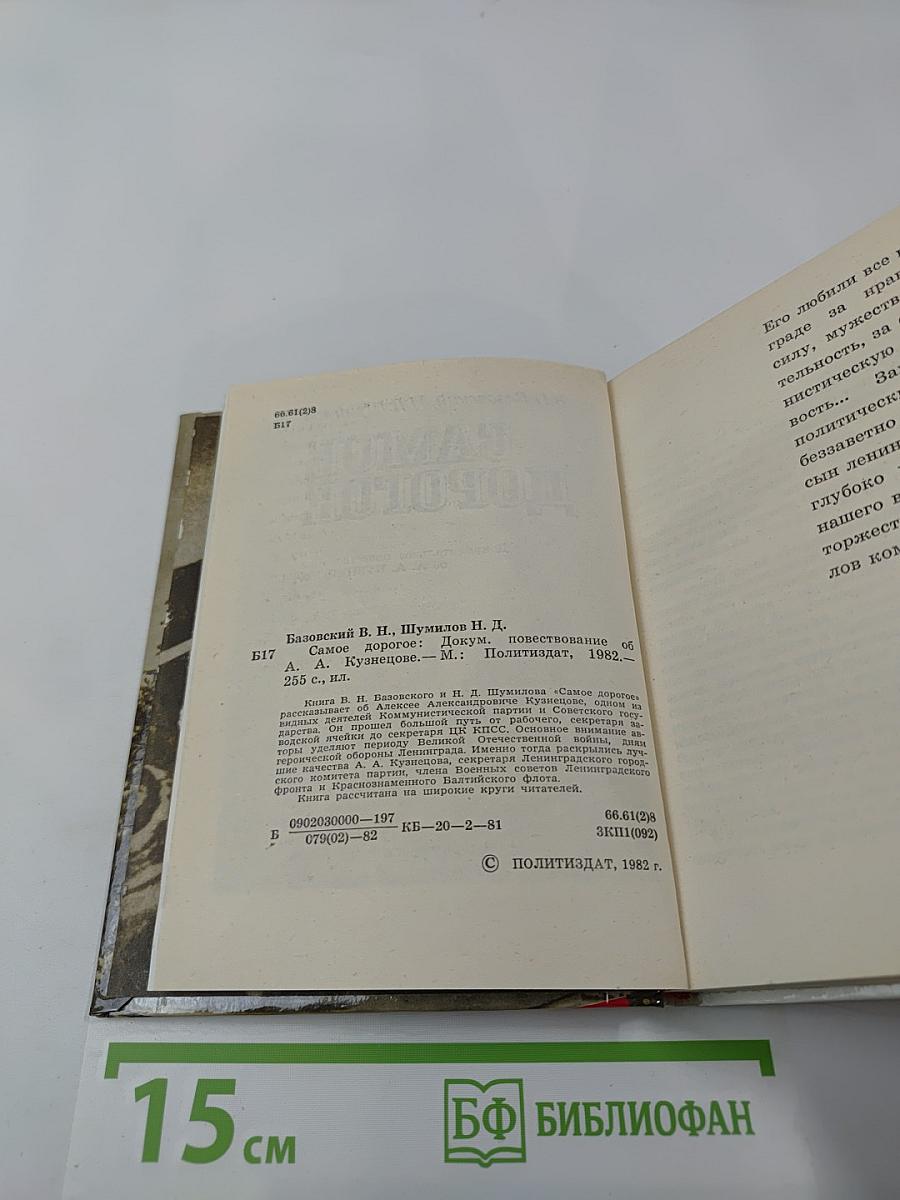 66.61(2)8
Б17
САМОЕ
ДОРОГОЕ
Базовский В. Н., Шумилов Н. Д.
Б17 Самое дорогое: Докум. повествование об
А. А. Кузнецове.— М.: Политиздат, 1982.—
255 с., ил.
Книга В. Н. Базовского и Н. Д. Шумилова «Самое дорогое»
рассказывает об Алексее Александровиче Кузнецове, одном из
видных деятелей Коммунистической партии и Советского госу-
дарства. Он прошел большой путь от рабочего, секретаря за-
водской ячейки до секретаря ЦК КПСС. Основное внимание ав-
торы уделяют периоду Великой Отечественной войны, дням
героической обороны Ленинграда. Именно тогда раскрылись луч-
шие качества А. А. Кузнецова, секретаря Ленинградского город-
ского комитета партии, члена Военных советов Ленинградского
фронта и Краснознаменного Балтийского флота.
Книга рассчитана на широкие круги читателей.
Б 0902030000—197 КБ—20—2—81
079(02)—82
66.61(2)8
3КП1(092)
© ПОЛИТИЗДАТ, 1982 г.
Его любили все
граде за
силу,
тельность, за
нистическую
вость...
политически
беззаветно
сын
глубоко
нашего
торжест
лов
15 см
БФ БИБЛИОФАН